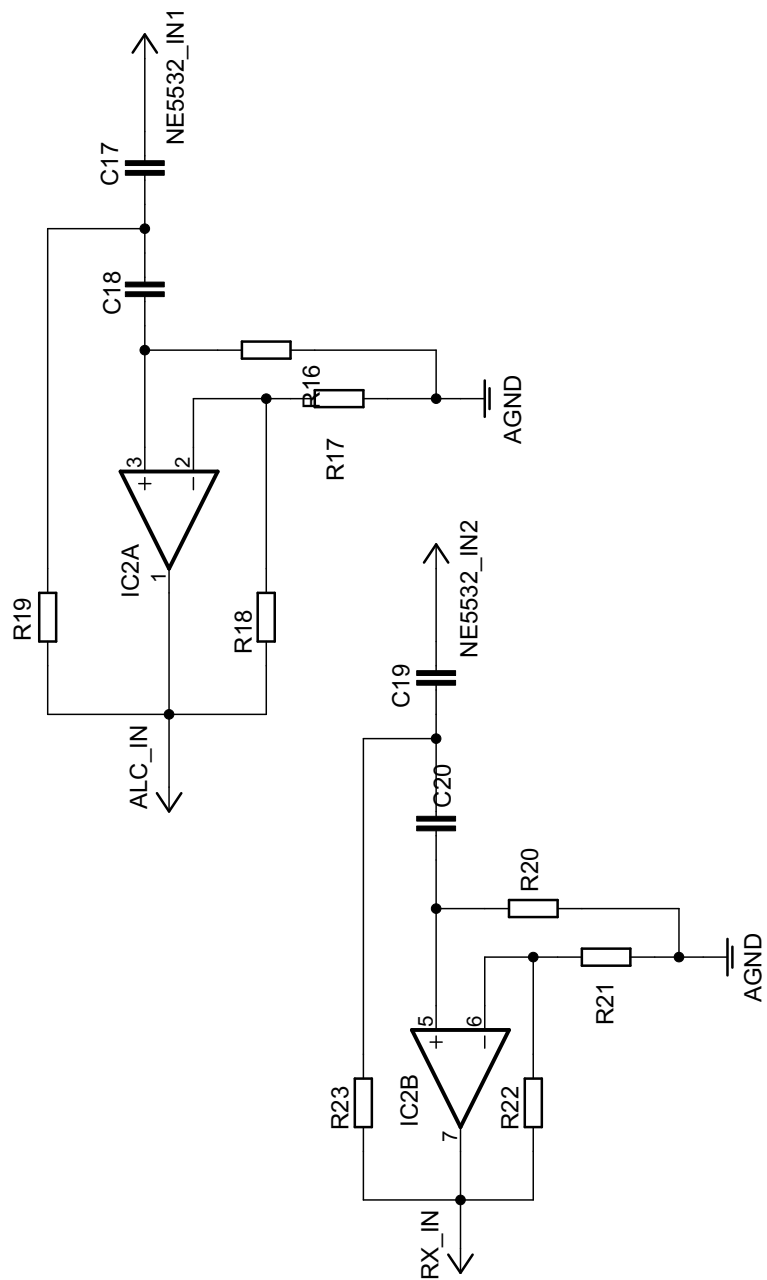 NE5532_IN1
C17
C18
R16
R17
AGND
3
2
+
−
IC2A
1
R19
R18
ALC_IN
NE5532_IN2
C19
C20
R20
R21
AGND
5
6
+
−
IC2B
7
R23
R22
RX_IN